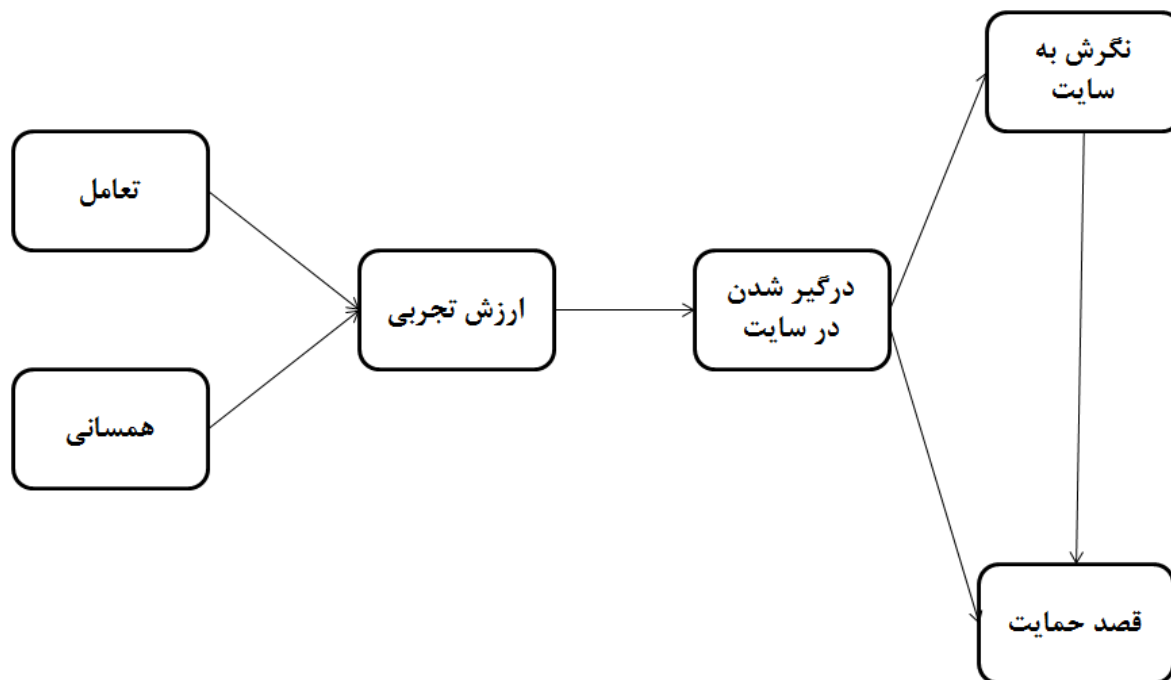 نگرش به
سایت
تعامل
ارزش تجربی
درگیر شدن
در سایت
همسانی
قصد حمایت